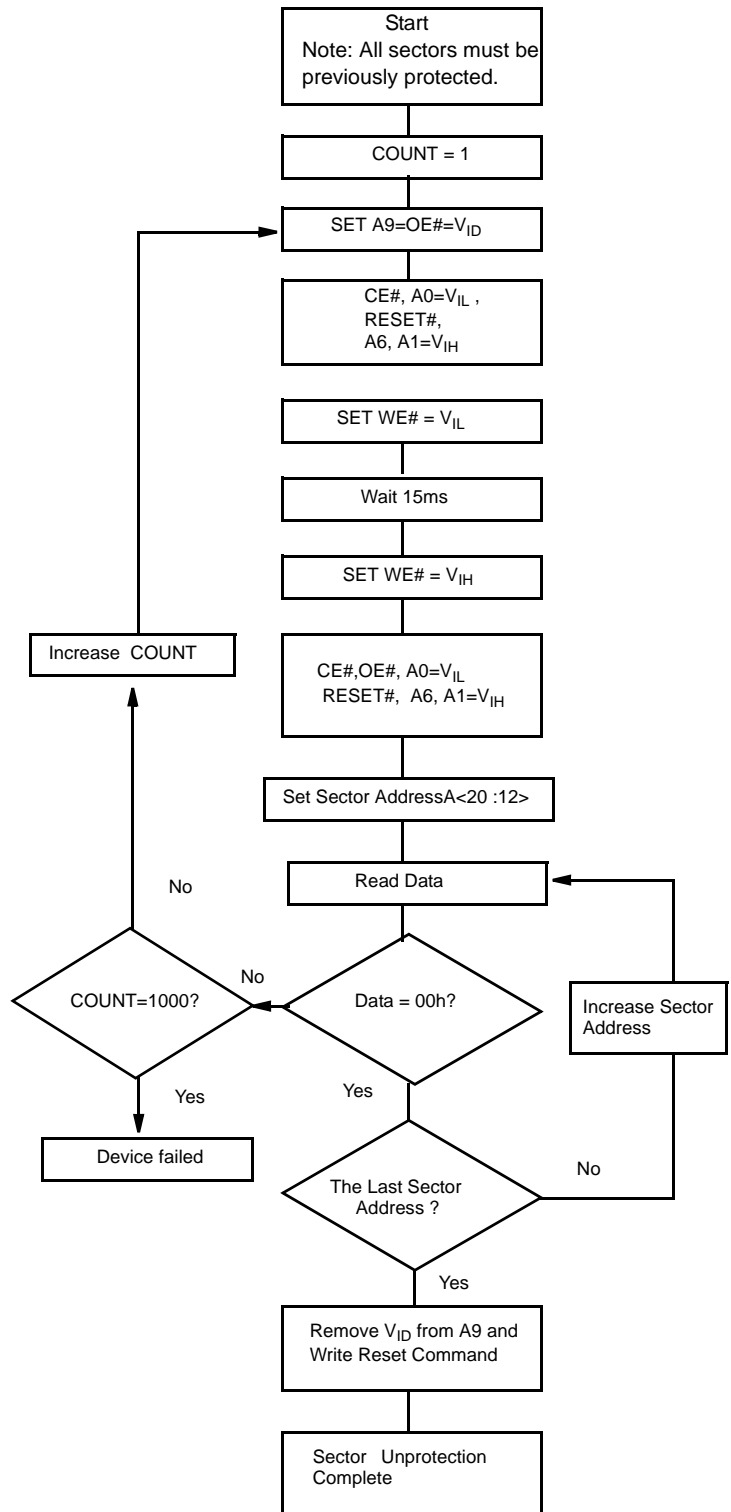 Start
Note: All sectors must be
previously protected.
COUNT = 1
SET A9=OE#=VID
CE#, A0=VIL ,
RESET#,
A6, A1=VIH
SET WE# = VIL
Wait 15ms
SET WE# = VIH
Increase COUNT
CE#,OE#, A0=VIL
RESET#, A6, A1=VIH
Set Sector AddressA<20 :12>
Read Data
No
COUNT=1000?
No
Data = 00h?
Increase Sector
Address
Yes
Yes
Device failed
The Last Sector
Address ?
No
Yes
Remove VID from A9 and
Write Reset Command
Sector Unprotection
Complete